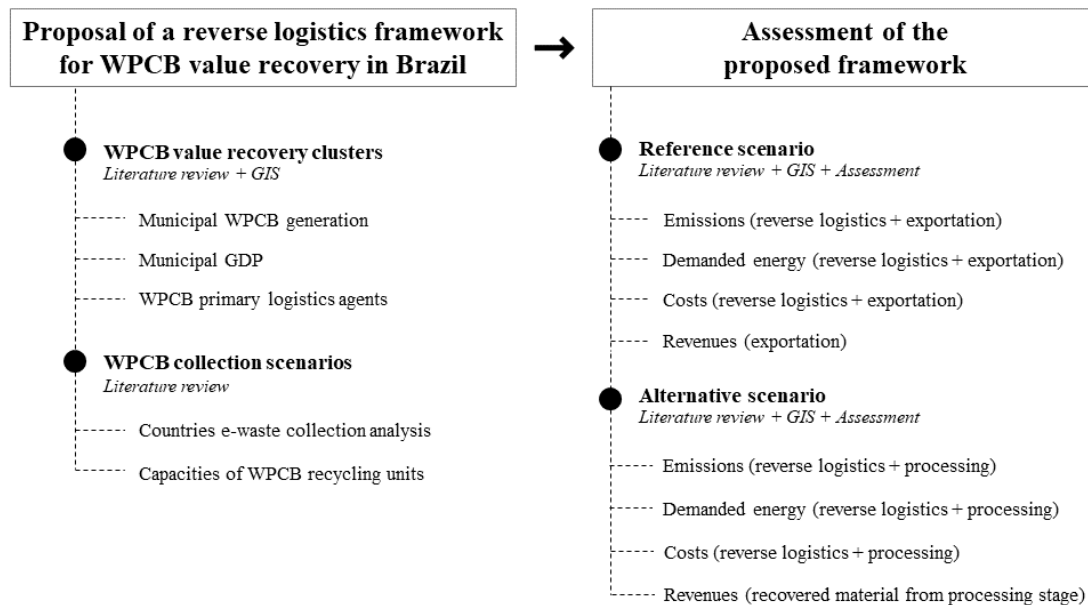 Proposal of a reverse logistics framework
for WPCB value recovery in Brazil
WPCB value recovery clusters
Literature review + GIS
Municipal WPCB generation
Municipal GDP
WPCB primary logistics agents
WPCB collection scenarios
Literature review
Countries e-waste collection analysis
Capacities of WPCB recycling units
Assessment of the
proposed framework
Reference scenario
Literature review + GIS + Assessment
Emissions (reverse logistics + exportation)
Demanded energy (reverse logistics + exportation)
Costs (reverse logistics + exportation)
Revenues (exportation)
Alternative scenario
Literature review + GIS + Assessment
Emissions (reverse logistics + processing)
Demanded energy (reverse logistics + processing)
Costs (reverse logistics + processing)
Revenues (recovered material from processing stage)